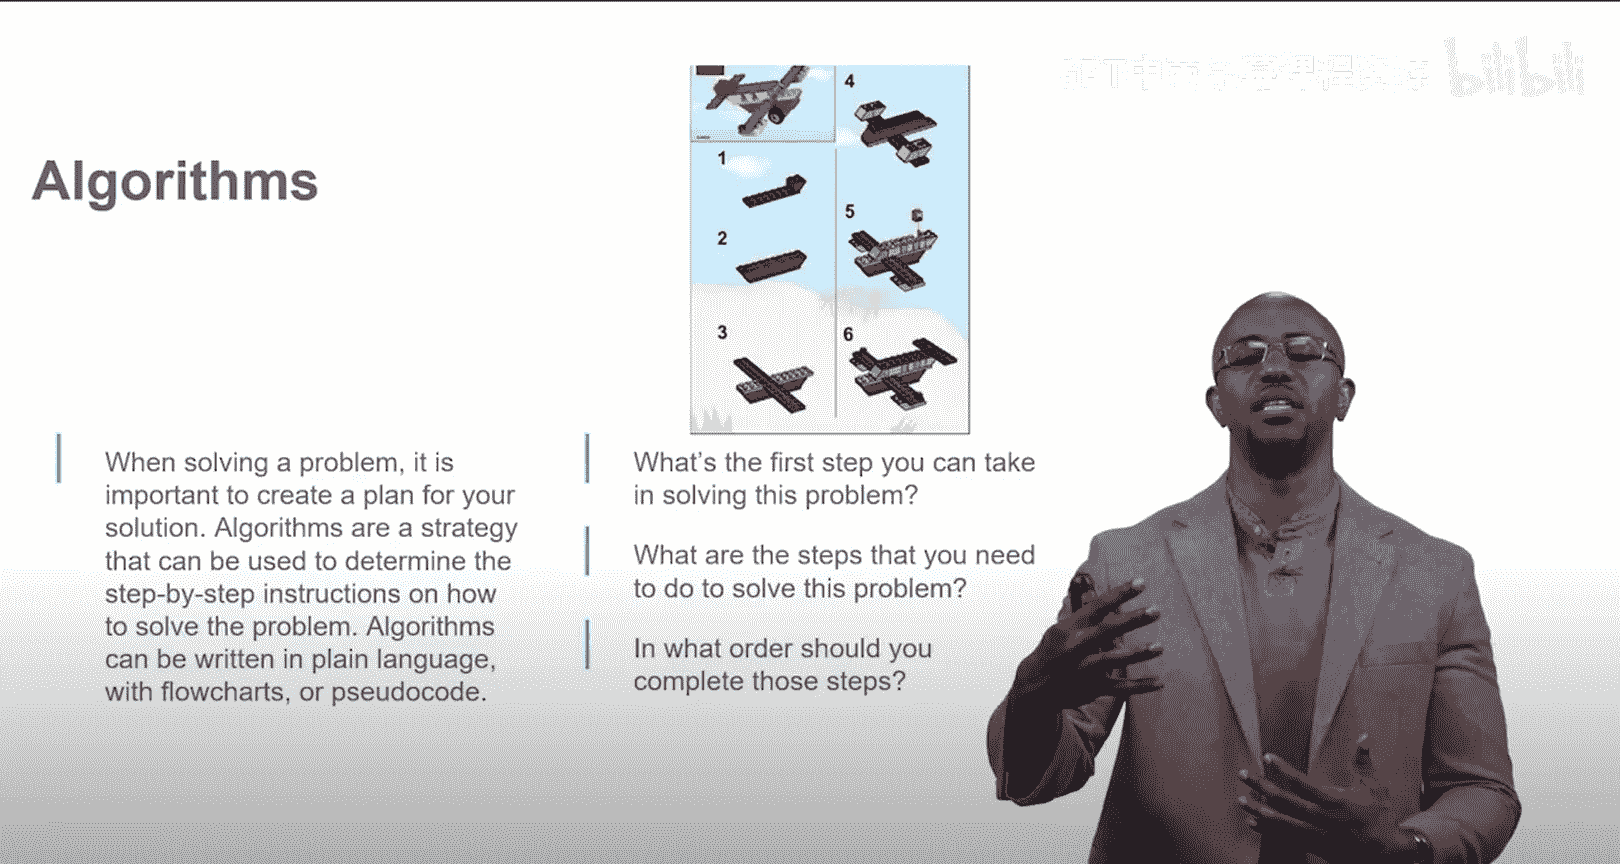 bilibili
Algorithms
1
2
3
4
5
6
When solving a problem, it is
important to create a plan for your
solution. Algorithms are a strategy
that can be used to determine the
step-by-step instructions on how
to solve the problem. Algorithms
can be written in plain language,
with flowcharts, or pseudocode.
What’s the first step you can take
in solving this problem?
What are the steps that you need
to do to solve this problem?
In what order should you
complete those steps?